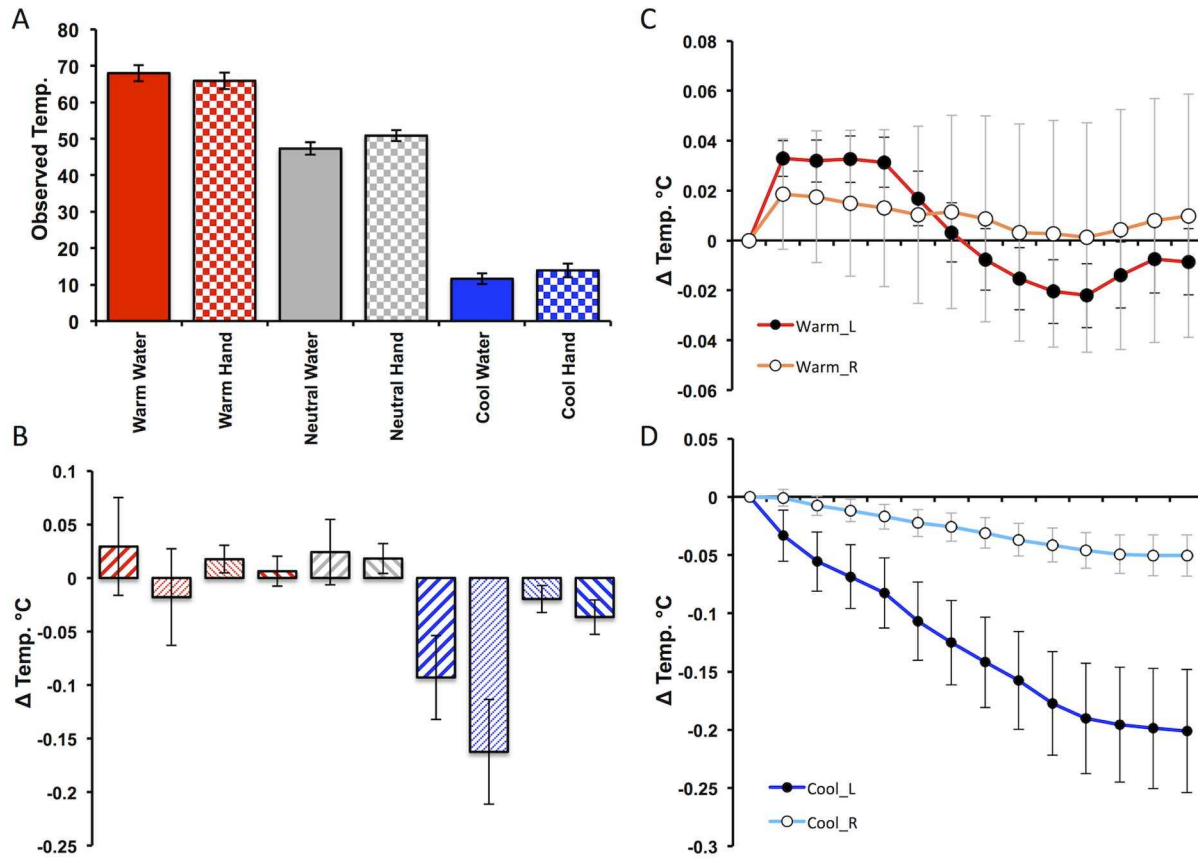 A
Observed Temp.
80
70
60
50
40
30
20
10
0
Warm Water
Warm Hand
Neutral Water
Neutral Hand
Cool Water
Cool Hand
B
Δ Temp. °C
0.1
0.05
0
-0.05
-0.1
-0.15
-0.2
-0.25
C
Δ Temp. °C
0.08
0.06
0.04
0.02
0
-0.02
-0.04
-0.06
Warm_L
Warm_R
D
Δ Temp. °C
0.05
0
-0.05
-0.1
-0.15
-0.2
-0.25
-0.3
Cool_L
Cool_R